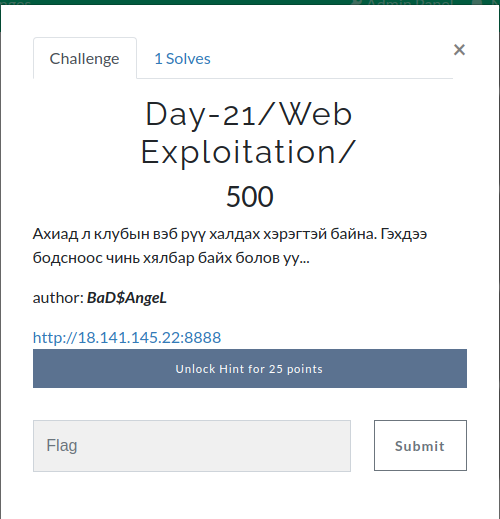 Admin Panel
Challenge
1 Solves
×
Day-21/Web
Exploitation/
500
Ахиад л клубын вэб рүү халдах хэрэгтэй байна. Гэхдээ
бодсноос чинь хялбар байх болов уу...
author: BaD$AngeL
http://18.141.145.22:8888
Unlock Hint for 25 points
Flag
Submit